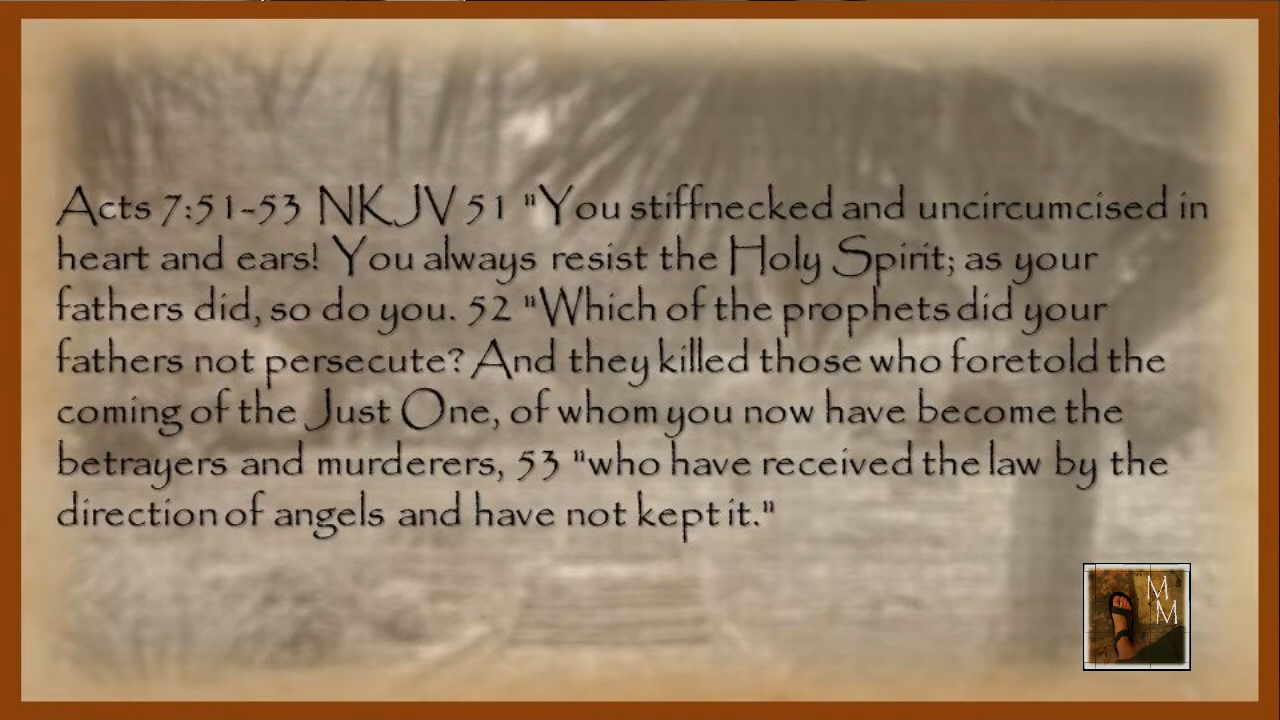 Acts 7:51-53 NKJV 51 "You stiffnecked and uncircumcised in
heart and ears! You always resist the Holy Spirit; as your
fathers did, so do you. 52 "Which of the prophets did your
fathers not persecute? And they killed those who foretold the
coming of the Just One, of whom you now have become the
betrayers and murderers, 53 "who have received the law by the
direction of angels and have not kept it."
M
M